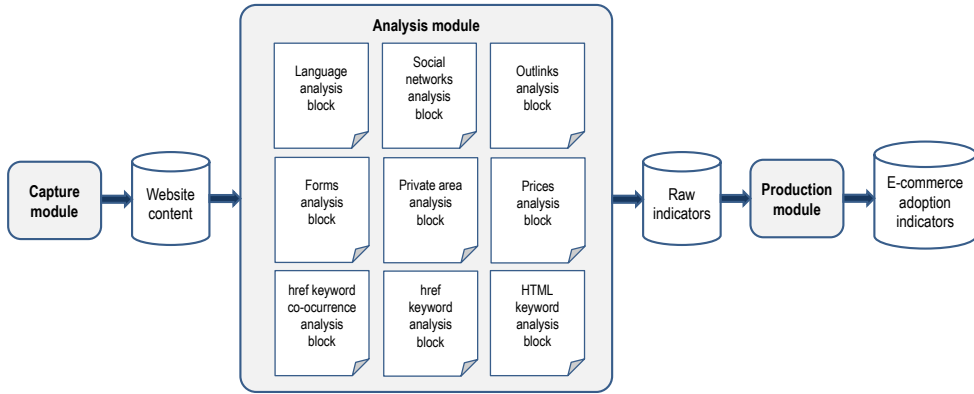 Capture
module
Website
content
Analysis module
Language
analysis
block
Social
networks
analysis
block
Outlinks
analysis
block
Forms
analysis
block
Private area
analysis
block
Prices
analysis
block
href keyword
co-ocurrence
analysis
block
href
keyword
analysis
block
HTML
keyword
analysis
block
Raw
indicators
Production
module
E-commerce
adoption
indicators